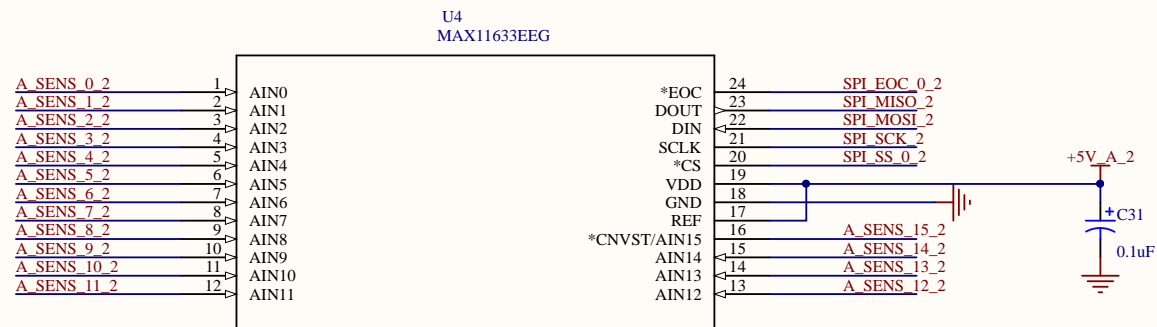 U4
MAX11633EEG
A_SENS_0_2 1 AIN0 *EOC 24 SPI_EOC_0_2
A_SENS_1_2 2 AIN1 DOUT 23 SPI_MISO_2
A_SENS_2_2 3 AIN2 DIN 22 SPI_MOSI_2
A_SENS_3_2 4 AIN3 SCLK 21 SPI_SCK_2
A_SENS_4_2 5 AIN4 *CS 20 SPI_SS_0_2
+5V_A_2
A_SENS_5_2 6 AIN5 VDD 19
A_SENS_6_2 7 AIN6 GND 18
A_SENS_7_2 8 AIN7 REF 17
+ C31
A_SENS_8_2 9 AIN8 *CNVST/AIN15 16 A_SENS_15_2
A_SENS_9_2 10 AIN9 AIN14 15 A_SENS_14_2
0.1uF
A_SENS_10_2 11 AIN10 AIN13 14 A_SENS_13_2
A_SENS_11_2 12 AIN11 AIN12 13 A_SENS_12_2